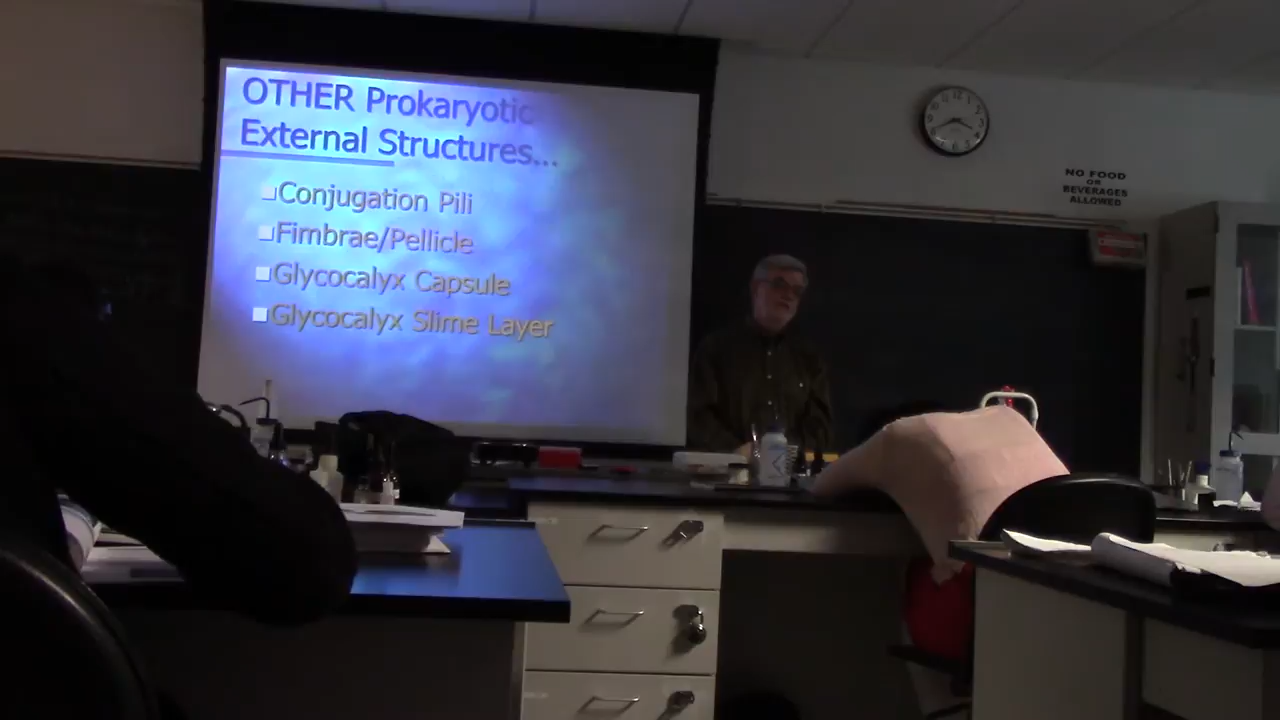 OTHER Prokaryotic
External Structures...
Conjugation Pili
Fimbrae/Pellicle
Glycocalyx Capsule
Glycocalyx Slime Layer
NO FOOD
OR
BEVERAGES
ALLOWED